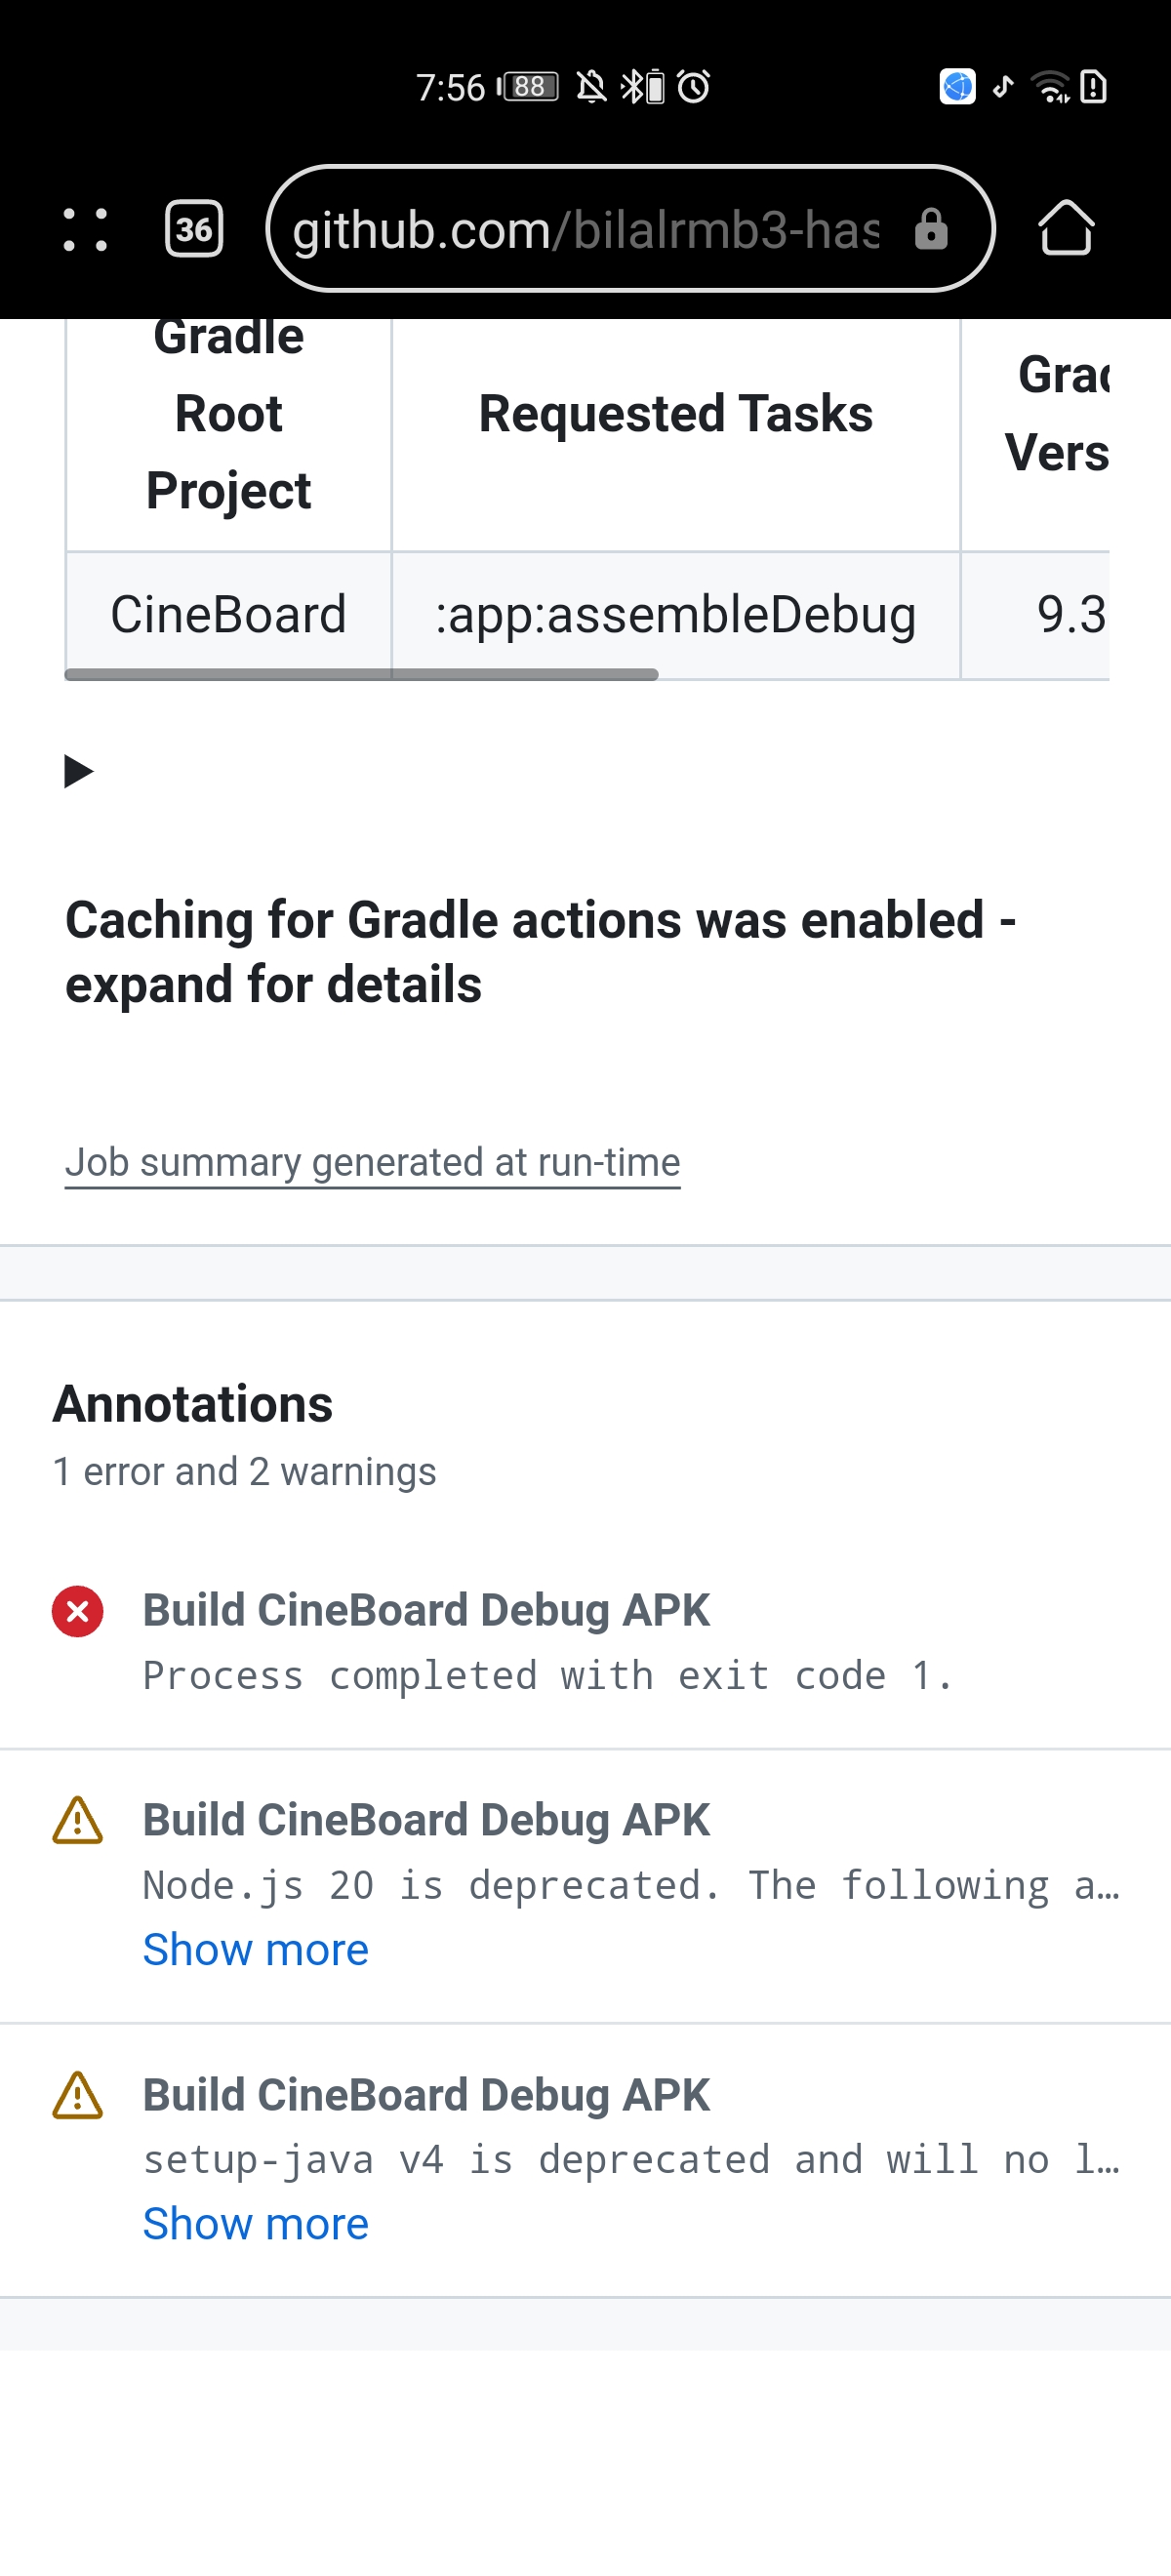 7:56 88
36 github.com/bilalrmb3-has
Gradle
Root
Project
Requested Tasks
Grad
Vers
CineBoard :app:assembleDebug 9.3
Caching for Gradle actions was enabled -
expand for details
Job summary generated at run-time
Annotations
1 error and 2 warnings
Build CineBoard Debug APK
Process completed with exit code 1.
Build CineBoard Debug APK
Node.js 20 is deprecated. The following a…
Show more
Build CineBoard Debug APK
setup-java v4 is deprecated and will no l…
Show more